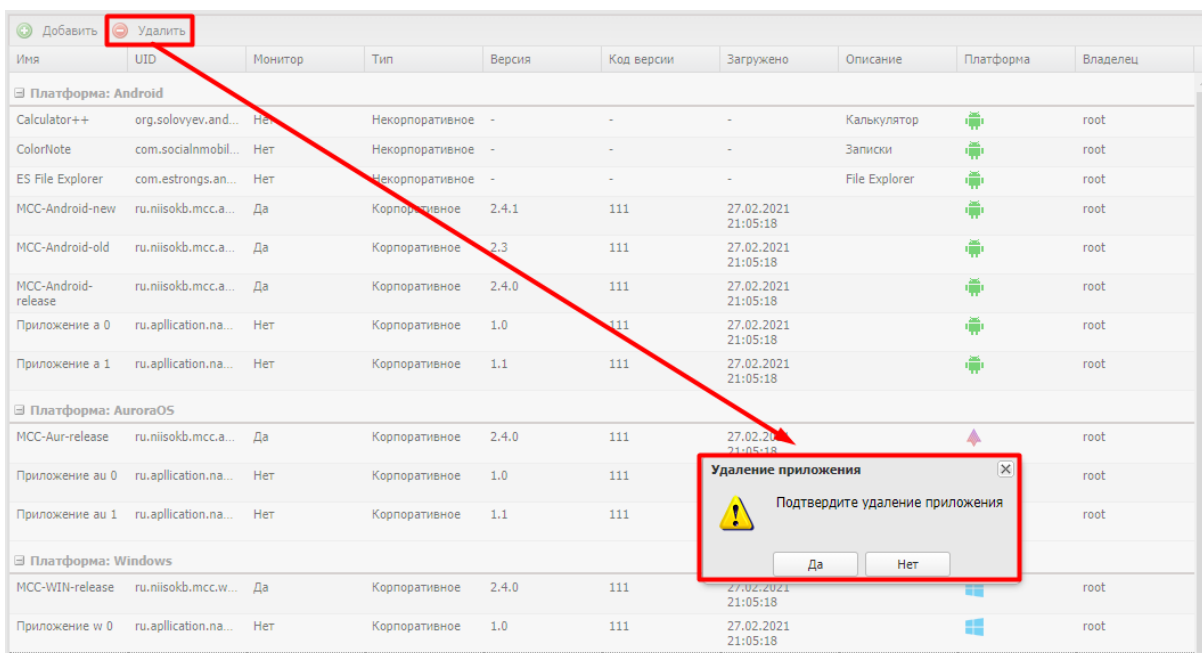 Добавить Удалить
Имя UID Монитор Тип Версия Код версии Загружено Описание Платформа Владелец
Платформа: Android
Calculator++ org.solovyev.and... Нет Некорпоративное - - - Калькулятор root
ColorNote com.socialnmobil... Нет Некорпоративное - - - Записки root
ES File Explorer com.estrongs.an... Нет Некорпоративное - - - File Explorer root
MCC-Android-new ru.niisokb.mcc.a... Да Корпоративное 2.4.1 111 27.02.2021 root
21:05:18
MCC-Android-old ru.niisokb.mcc.a... Да Корпоративное 2.3 111 27.02.2021 root
21:05:18
MCC-Android- ru.niisokb.mcc.a... Да Корпоративное 2.4.0 111 27.02.2021 root
release 21:05:18
Приложение a 0 ru.apllication.na... Нет Корпоративное 1.0 111 27.02.2021 root
21:05:18
Приложение a 1 ru.apllication.na... Нет Корпоративное 1.1 111 27.02.2021 root
21:05:18
Платформа: AuroraOS
MCC-Aur-release ru.niisokb.mcc.a... Да Корпоративное 2.4.0 111 27.02.2021 root
21:05:18
Приложение au 0 ru.apllication.na... Нет Корпоративное 1.0 111 root
Приложение au 1 ru.apllication.na... Нет Корпоративное 1.1 111 root
Удаление приложения
Подтвердите удаление приложения
Да Нет
Платформа: Windows
MCC-WIN-release ru.niisokb.mcc.w... Да Корпоративное 2.4.0 111 27.02.2021 root
21:05:18
Приложение w 0 ru.apllication.na... Нет Корпоративное 1.0 111 27.02.2021 root
21:05:18